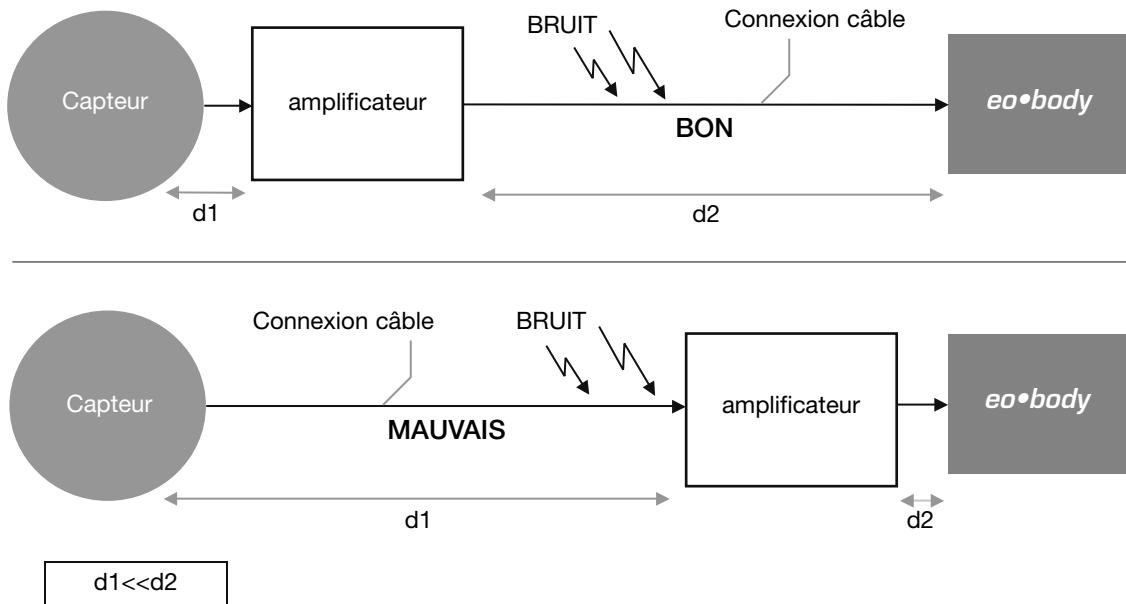 BRUIT
Connexion câble
Capteur
amplificateur
eo•body
BON
d1
d2
Connexion câble
BRUIT
Capteur
amplificateur
eo•body
MAUVAIS
d1
d2
d1<<d2